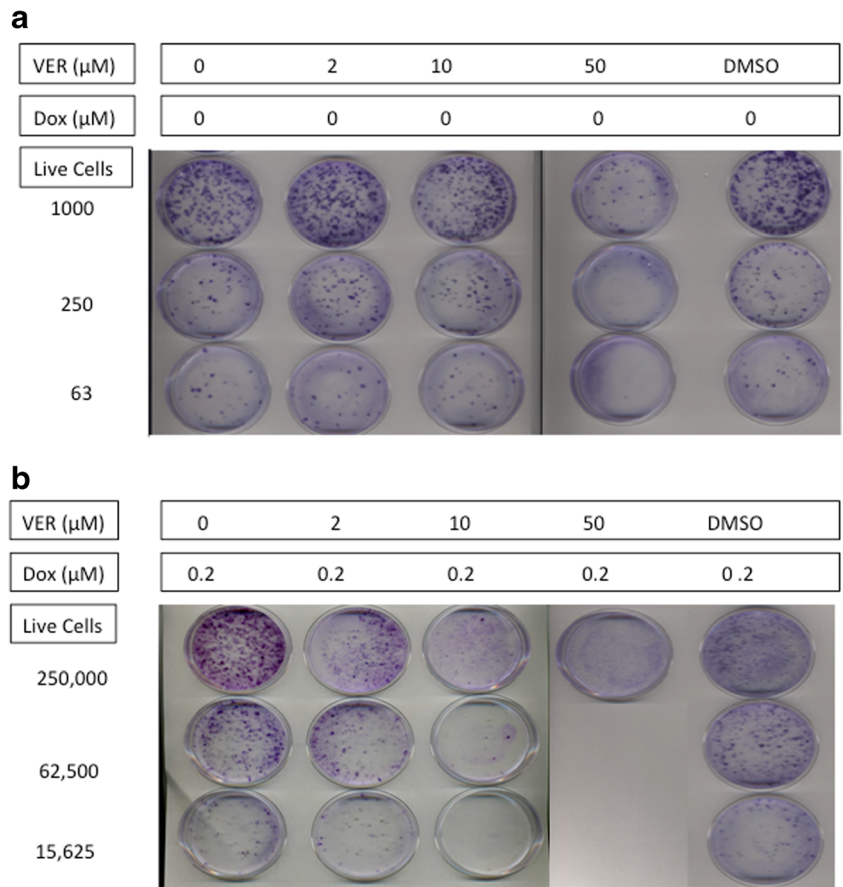 a
VER (μM) 0 2 10 50 DMSO
Dox (μM) 0 0 0 0 0
Live Cells
1000
250
63
b
VER (μM) 0 2 10 50 DMSO
Dox (μM) 0.2 0.2 0.2 0.2 0 .2
Live Cells
250,000
62,500
15,625